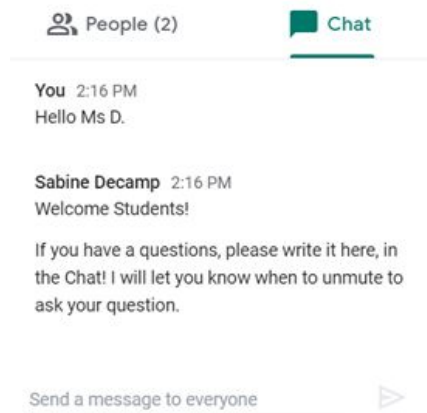 People (2) Chat
You 2:16 PM
Hello Ms D.
Sabine Decamp 2:16 PM
Welcome Students!
If you have a questions, please write it here, in
the Chat! I will let you know when to unmute to
ask your question.
Send a message to everyone